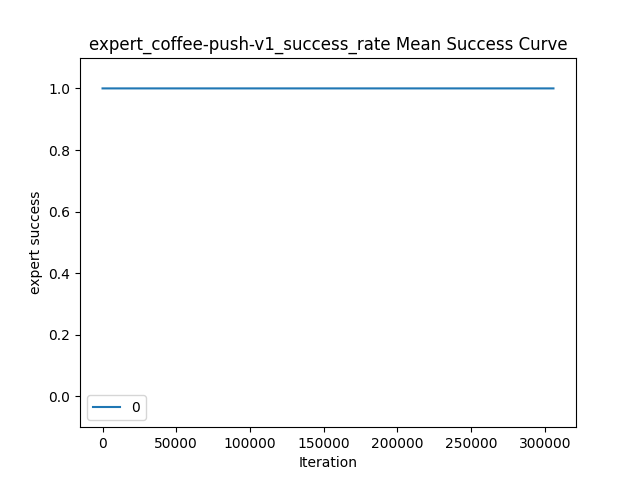 expert_coffee-push-v1_success_rate Mean Success Curve
1.0
0.8
0.6
0.4
0.2
0.0
expert success
0
0 50000 100000 150000 200000 250000 300000
Iteration